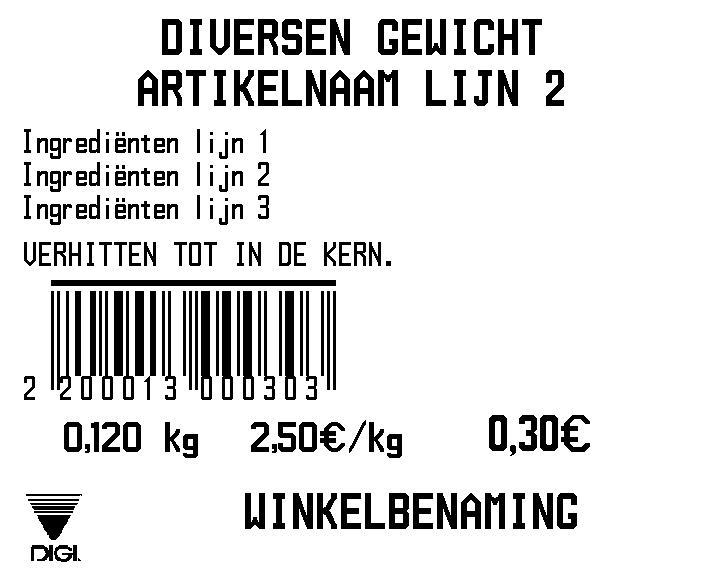 DIVERSEN GEWICHT
ARTIKELNAAM LIJN 2
Ingrediënten lijn 1
Ingrediënten lijn 2
Ingrediënten lijn 3
VERHITTEN TOT IN DE KERN.
2 200013 000303
0,120 kg 2,50€/kg 0,30€
WINKELBENAMING
DIGI.